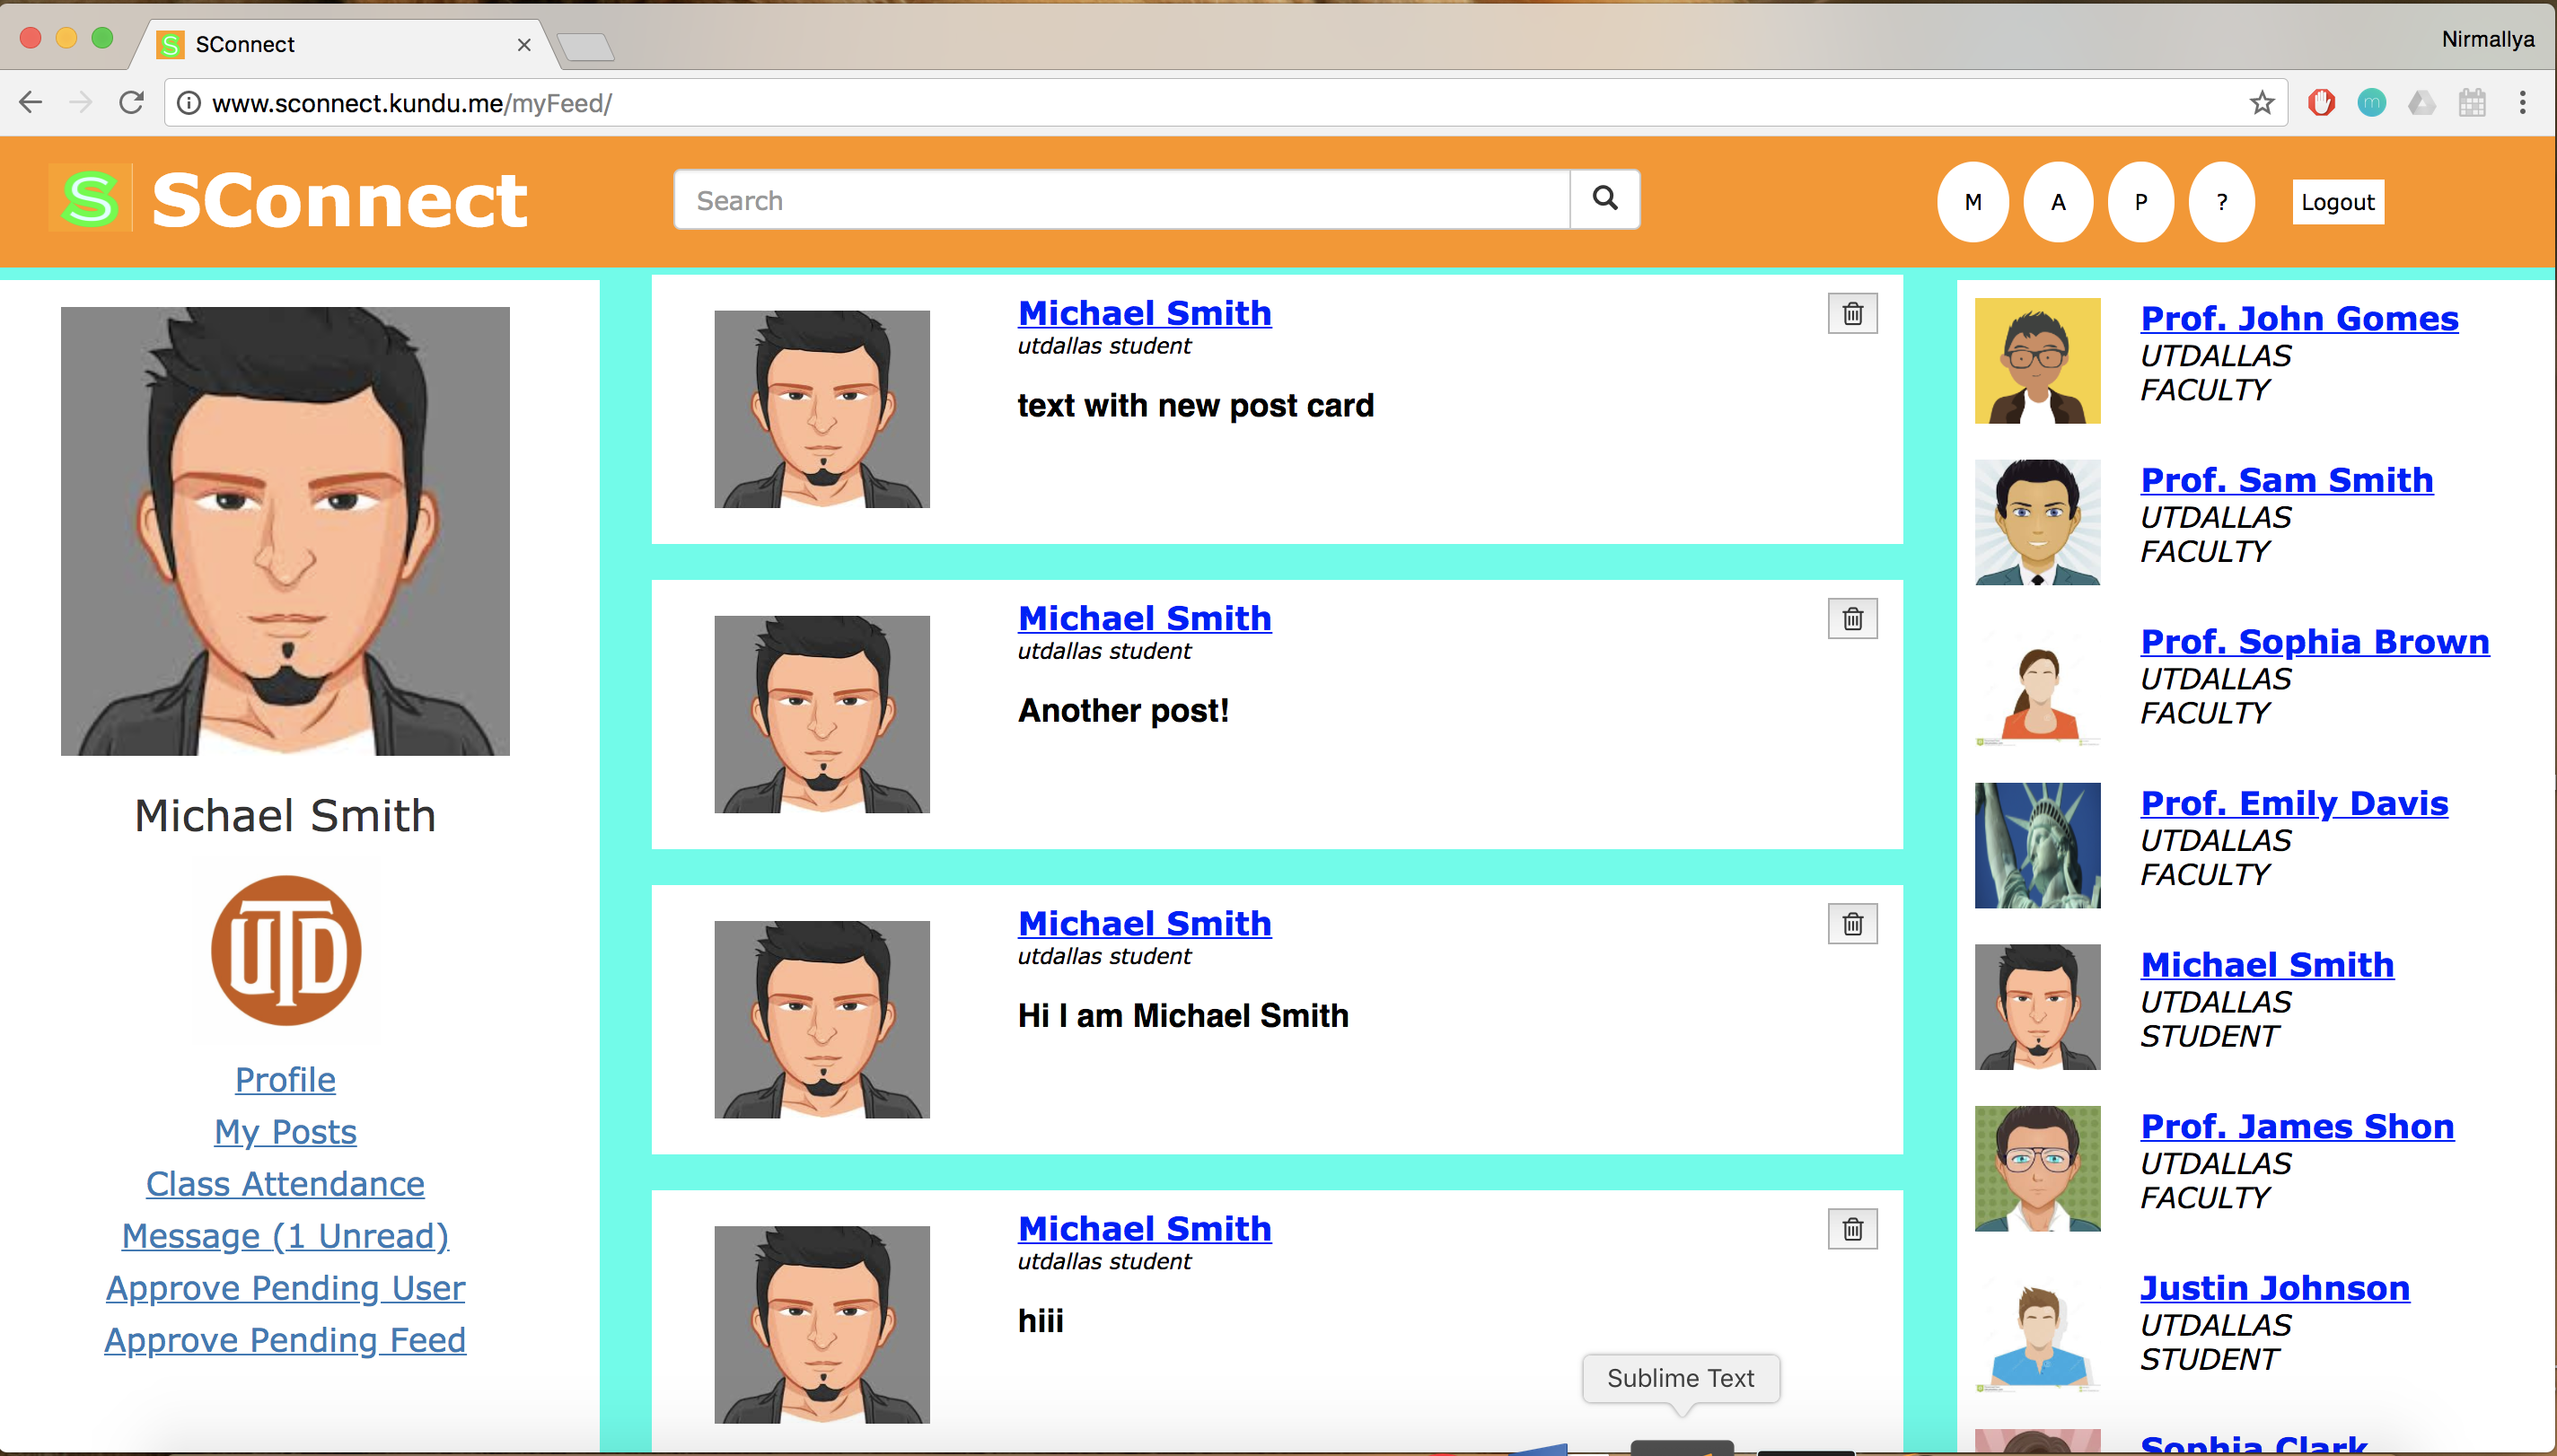 SConnect
Nirmallya
www.sconnect.kundu.me/myFeed/
m
SConnect
Search
M
A
P
?
Logout
Michael Smith
UTD
Profile
My Posts
Class Attendance
Message (1 Unread)
Approve Pending User
Approve Pending Feed
Michael Smith
utdallas student
text with new post card
Michael Smith
utdallas student
Another post!
Michael Smith
utdallas student
Hi I am Michael Smith
Michael Smith
utdallas student
hiii
Sublime Text
Prof. John Gomes
UTDALLAS
FACULTY
Prof. Sam Smith
UTDALLAS
FACULTY
Prof. Sophia Brown
UTDALLAS
FACULTY
Prof. Emily Davis
UTDALLAS
FACULTY
Michael Smith
UTDALLAS
STUDENT
Prof. James Shon
UTDALLAS
FACULTY
Justin Johnson
UTDALLAS
STUDENT
Sophia Clark